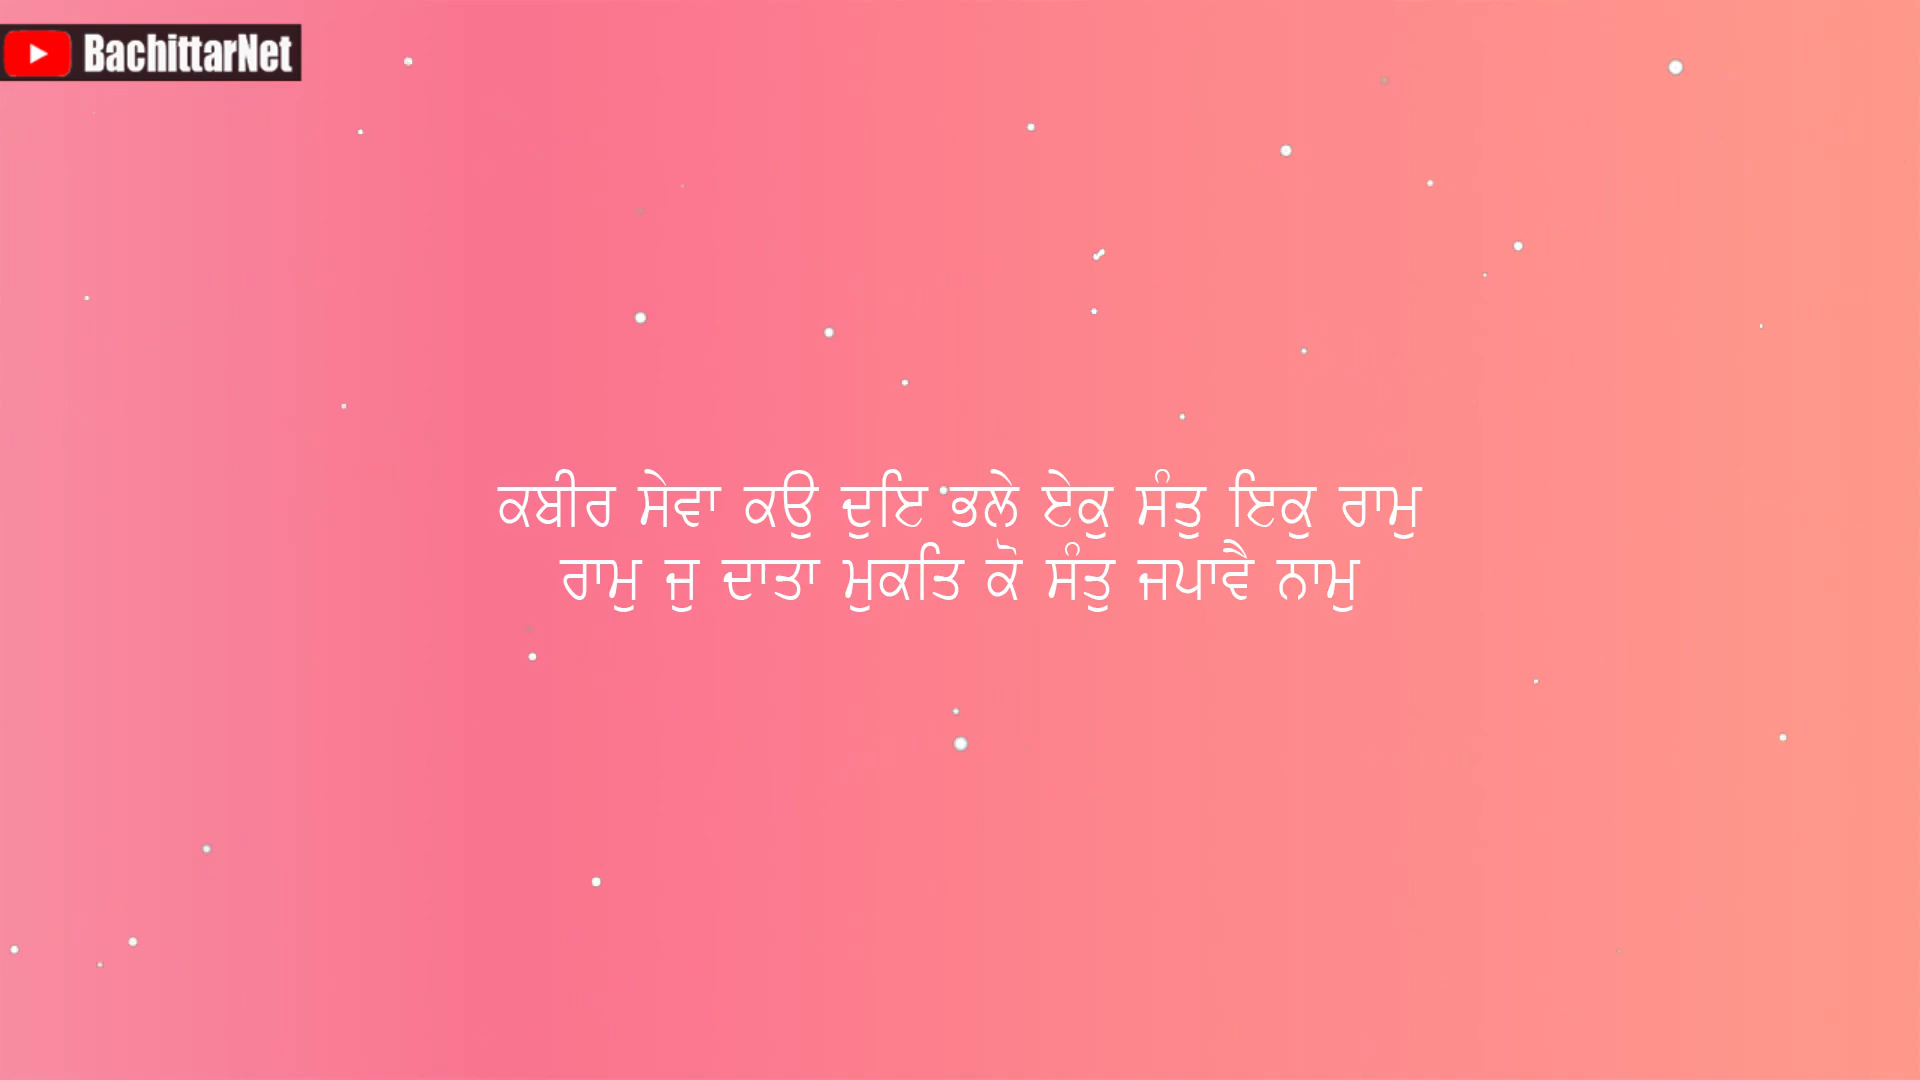 BachittarNet
ਕਬੀਰ ਸੇਵਾ ਕਉ ਦੁਇ ਭਲੇ ਏਕੁ ਸੰਤੁ ਇਕੁ ਰਾਮੁ
ਰਾਮੁ ਜੁ ਦਾਤਾ ਮੁਕਤਿ ਕੋ ਸੰਤੁ ਜਪਾਵੈ ਨਾਮੁ